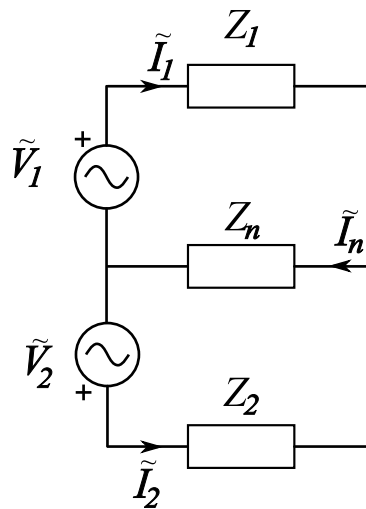 Z1
Ĩ1
+
Ṽ1
Zn
Ĩn
Ṽ2
+
Z2
Ĩ2